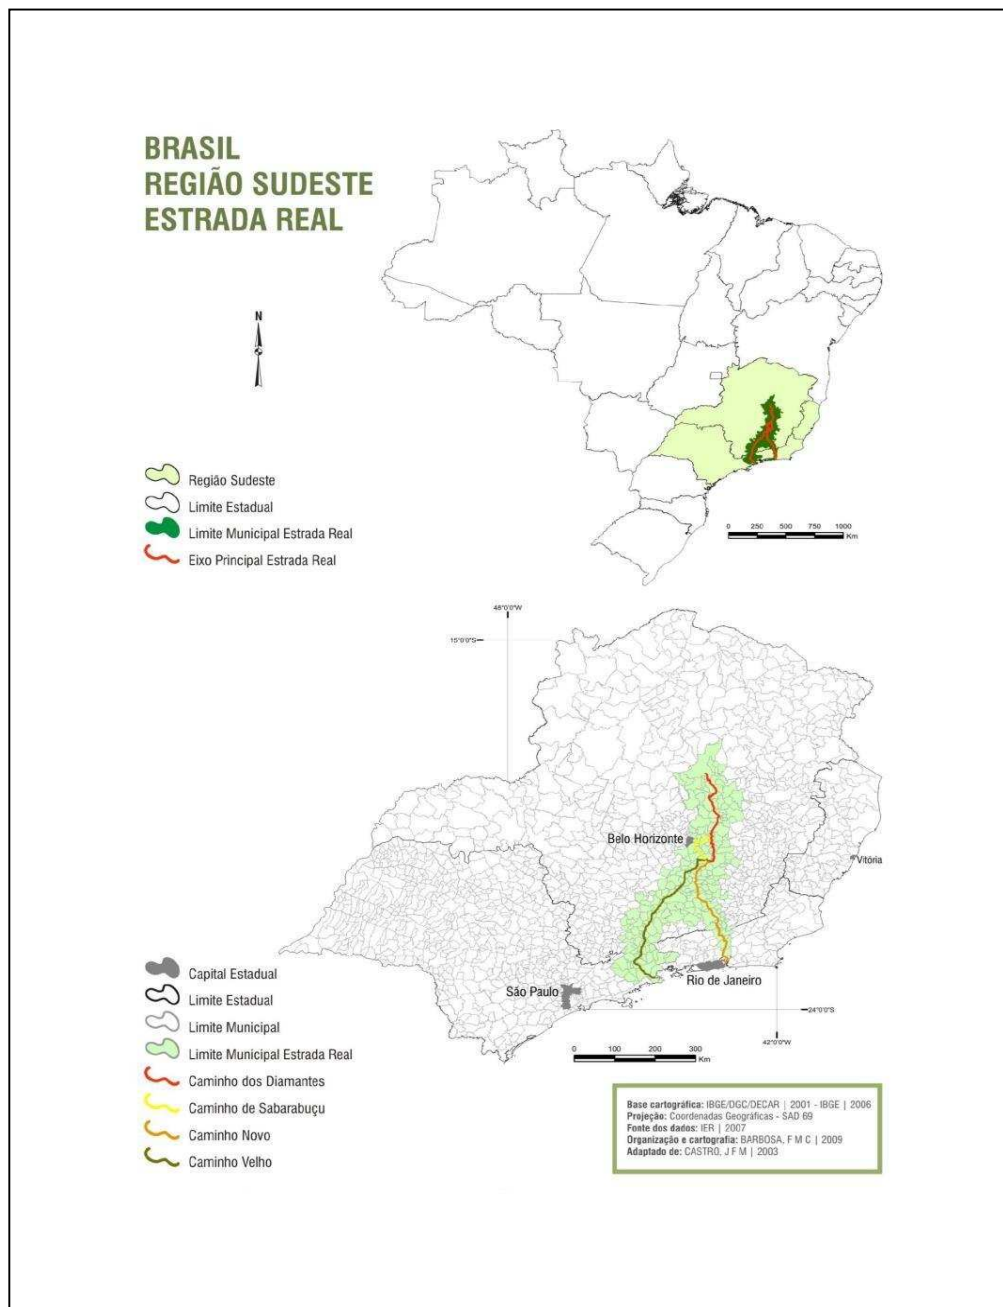 BRASIL
REGIÃO SUDESTE
ESTRADA REAL
N
Região Sudeste
Limite Estadual
Limite Municipal Estrada Real
Eixo Principal Estrada Real
0 250 500 750 1000
Km
48°0'0"W
15°0'0"S
Belo Horizonte
Vitória
São Paulo
Rio de Janeiro
24°0'0"S
42°0'0"W
0 100 200 300
Km
Capital Estadual
Limite Estadual
Limite Municipal
Limite Municipal Estrada Real
Caminho dos Diamantes
Caminho de Sabarabuçu
Caminho Novo
Caminho Velho
Base cartográfica: IBGE/DGC/DECAR | 2001 - IBGE | 2006
Projeção: Coordenadas Geográficas - SAD 69
Fonte dos dados: IER | 2007
Organização e cartografia: BARBOSA, F M C | 2009
Adaptado de: CASTRO, J F M | 2003